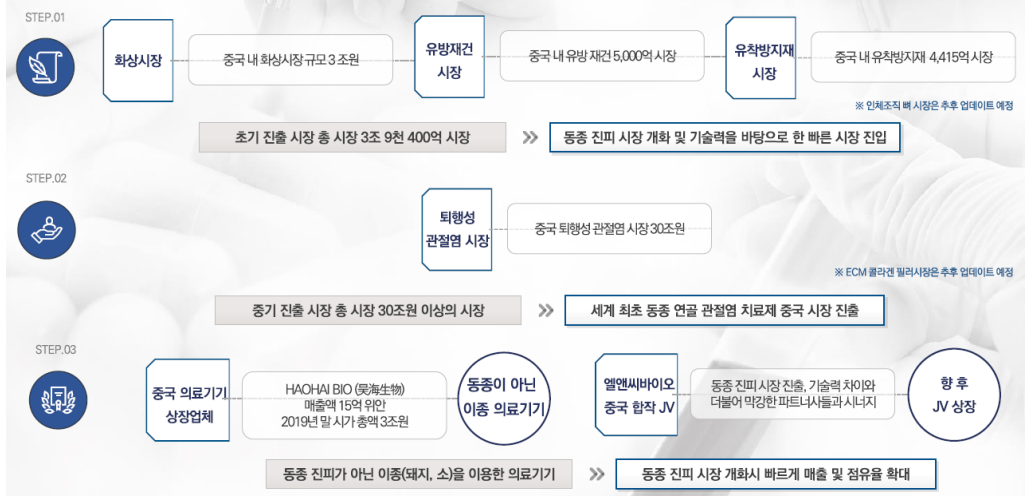 STEP.01
화상시장
중국 내 화상시장 규모 3 조원
유방재건
시장
중국 내 유방 재건 5,000억 시장
유착방지재
시장
중국 내 유착방지재 4,415억 시장
※ 인체조직 뼈 시장은 추후 업데이트 예정
초기 진출 시장 총 시장 3조 9천 400억 시장
동종 진피 시장 개화 및 기술력을 바탕으로 한 빠른 시장 진입
STEP.02
퇴행성
관절염 시장
중국 퇴행성 관절염 시장 30조원
※ ECM 콜라겐 필러시장은 추후 업데이트 예정
중기 진출 시장 총 시장 30조원 이상의 시장
세계 최초 동종 연골 관절염 치료제 중국 시장 진출
STEP.03
중국 의료기기
상장업체
HAOHAI BIO (昊海生物)
매출액 15억 위안
2019년 말 시가 총액 3조원
동종이 아닌
이종 의료기기
엘앤씨바이오
중국 합작 JV
동종 진피 시장 진출, 기술력 차이와
더불어 막강한 파트너사들과 시너지
향 후
JV 상장
동종 진피가 아닌 이종(돼지, 소)을 이용한 의료기기
동종 진피 시장 개화시 빠르게 매출 및 점유율 확대